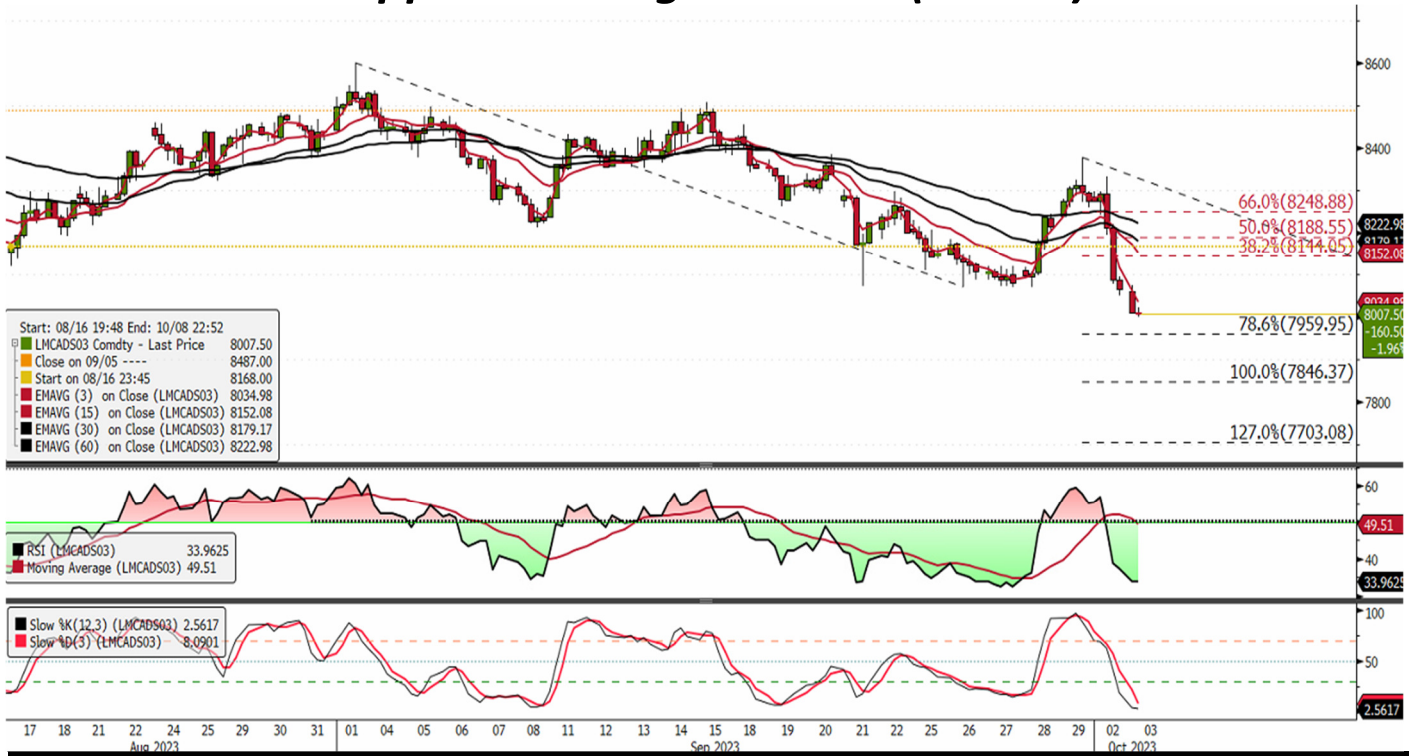 8600
8400
66.0%(8248.88)
8222.98
50.0%(8188.55)
8179.17
38.2%(8144.05)
8152.08
8034.98
8007.50
-160.50
-1.96%
78.6%(7959.95)
100.0%(7846.37)
7800
127.0%(7703.08)
Start: 08/16 19:48 End: 10/08 22:52
LMCADS03 Comdty - Last Price 8007.50
Close on 09/05 ---- 8487.00
Start on 08/16 23:45 8168.00
EMAVG (3) on Close (LMCADS03) 8034.98
EMAVG (15) on Close (LMCADS03) 8152.08
EMAVG (30) on Close (LMCADS03) 8179.17
EMAVG (60) on Close (LMCADS03) 8222.98
60
49.51
40
33.9625
RSI (LMCADS03) 33.9625
Moving Average (LMCADS03) 49.51
100
50
2.5617
Slow %K(12,3) (LMCADS03) 2.5617
Slow %D(3) (LMCADS03) 8.0901
17 18 21 22 24 25 29 30 31 01 04 05 06 07 08 11 12 13 14 15 18 19 20 21 22 25 26 27 28 29 02 03
Aug 2023 Sep 2023 Oct 2023